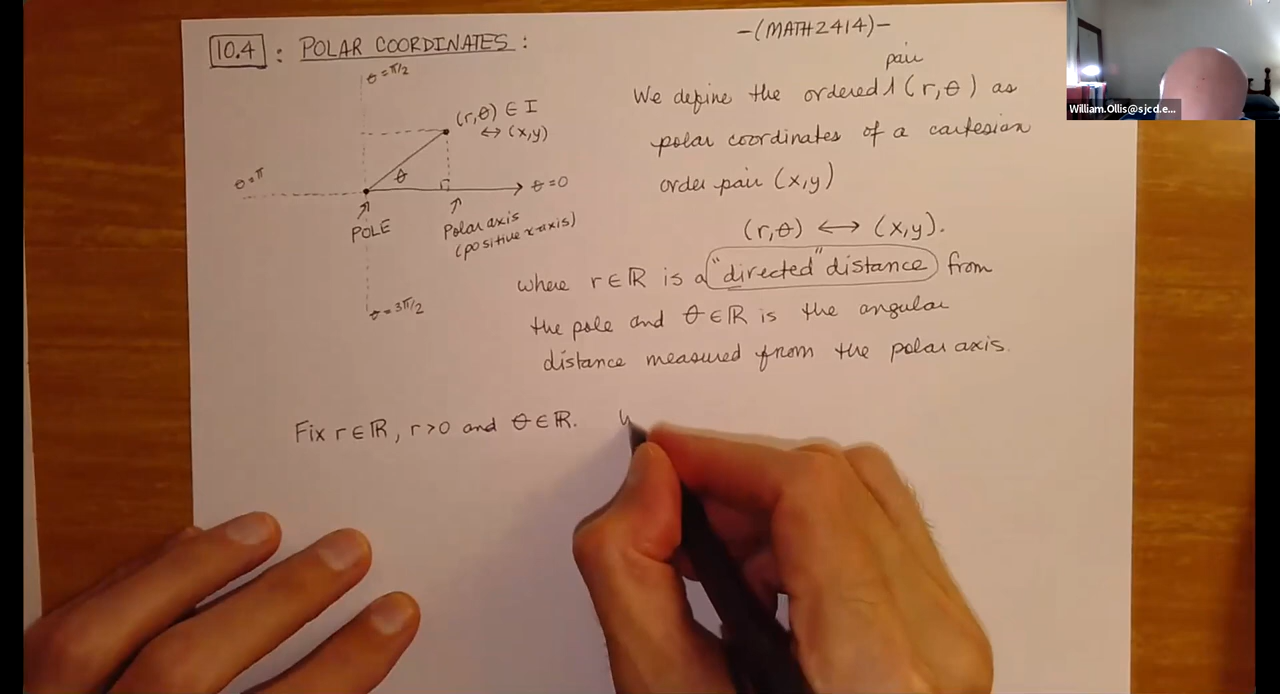 10.4 : POLAR COORDINATES :
-(MATH2414)-
θ = π/2
(r,θ) ∈ I
↔ (x,y)
θ
θ=π
θ=0
POLE
Polar axis
(positive x-axis)
θ = 3π/2
pair
We define the ordered ∧ (r,θ) as
polar coordinates of a cartesian
order pair (x,y)
(r,θ) ↔ (x,y).
where r∈ℝ is a "directed" distance from
the pole and θ∈ℝ is the angular
distance measured from the polar axis.
Fix r∈ℝ, r>0 and θ∈ℝ.
William.Ollis@sjcd.e...